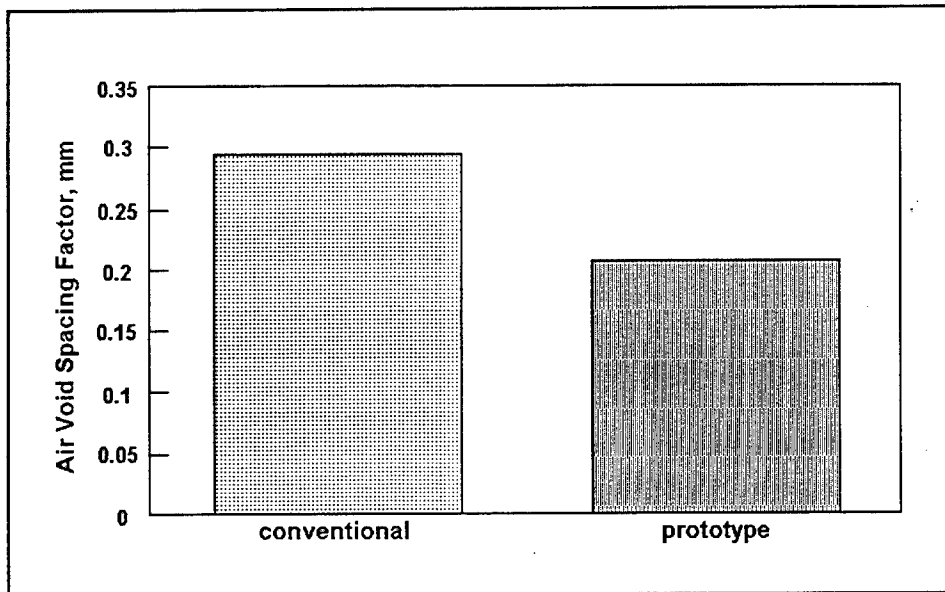 Air Void Spacing Factor, mm
0.35
0.3
0.25
0.2
0.15
0.1
0.05
0
conventional
prototype